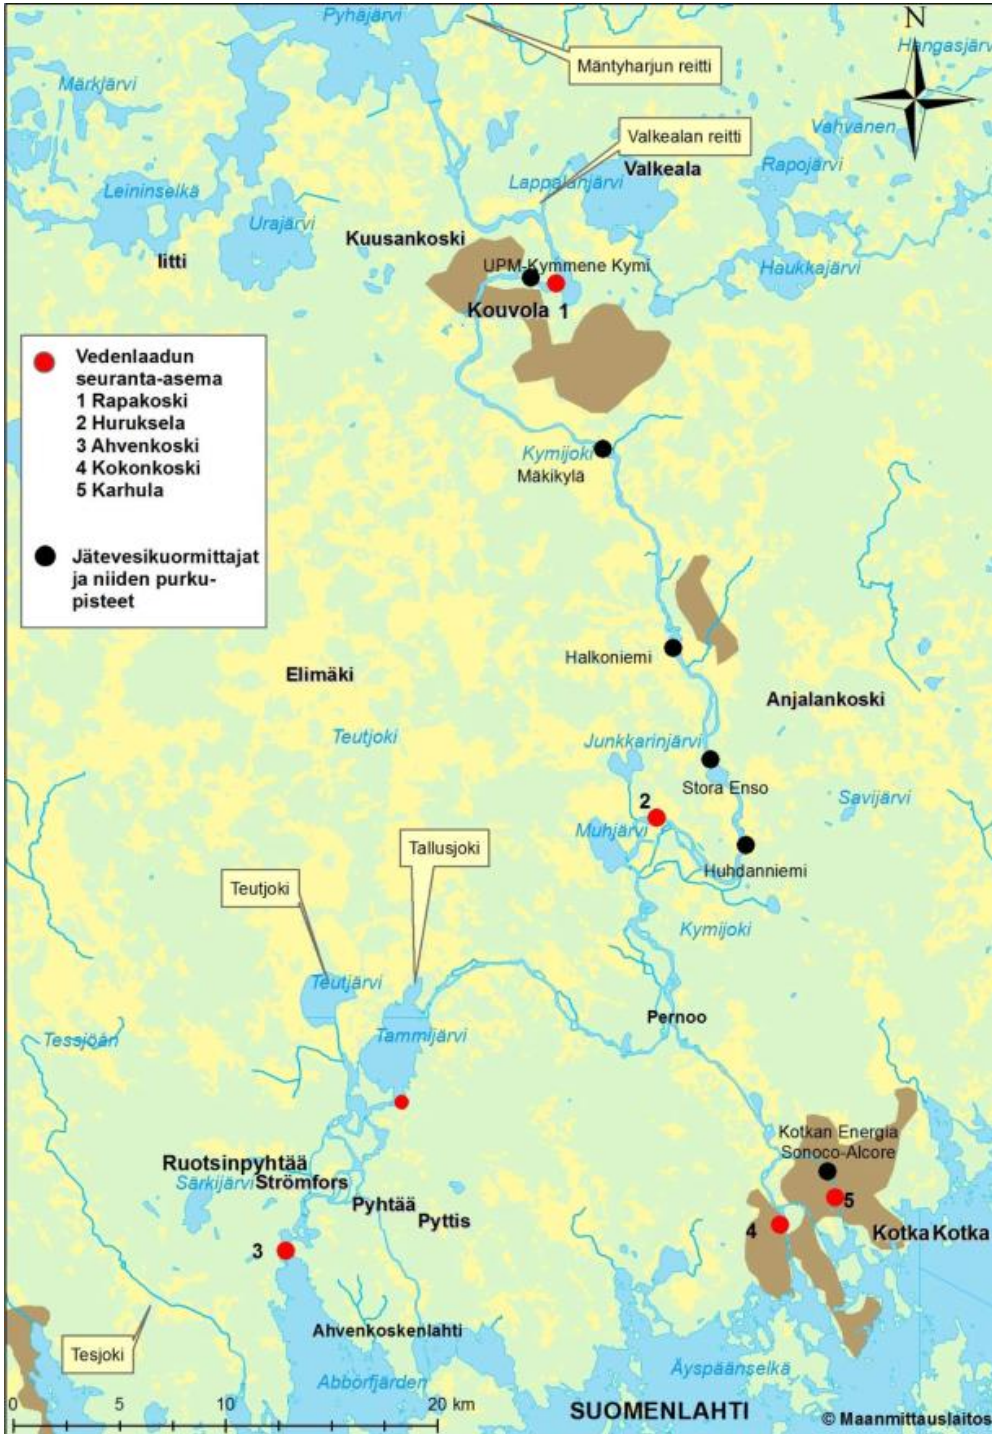 Pyhäjärvi
N
Hangasjärvi
Mäntyharjun reitti
Märkjärvi
Valkealan reitti
Vahvanen
Rapojärvi
Lappalanjärvi
Valkeala
Leininselkä
Urajärvi
Kuusankoski
Iitti
UPM-Kymmene Kymi
Haukkajärvi
Kouvola 1
Vedenlaadun
seuranta-asema
1 Rapakoski
2 Huruksela
3 Ahvenkoski
4 Kokonkoski
5 Karhula
Jätevesikuormittajat
ja niiden purku-
pisteet
Kymijoki
Mäkikylä
Halkoniemi
Elimäki
Anjalankoski
Teutjoki
Junkkarinjärvi
Stora Enso
Savijärvi
2
Muhjärvi
Tallusjoki
Huhdanniemi
Teutjoki
Kymijoki
Teutjärvi
Pernoo
Tammijärvi
Tessjöån
Kotkan Energia
Sonoco-Alcore
Ruotsinpyhtää
Särkijärvi
Strömfors
Pyhtää
Pyttis
5
4
Kotka Kotka
3
Ahvenkoskenlahti
Tesjoki
Äyspäänselkä
Abborfjärden
0 5 10 20 km
SUOMENLAHTI
© Maanmittauslaitos